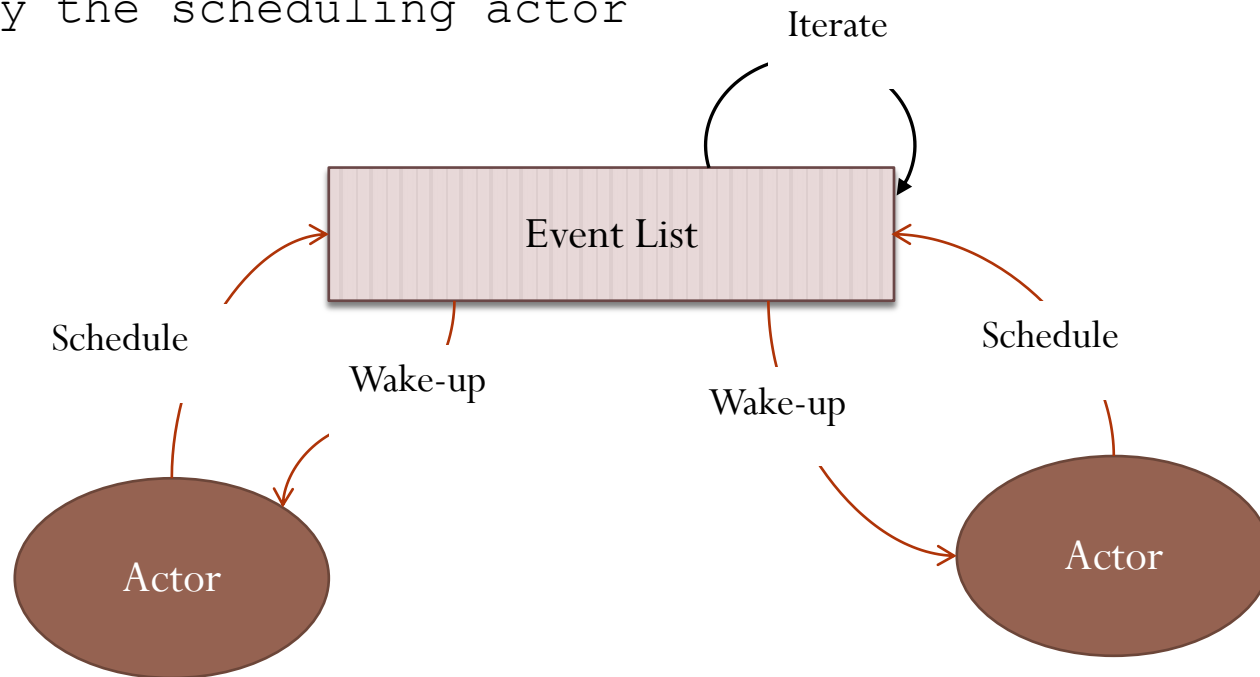 y the scheduling actor
Iterate
Event List
Schedule
Schedule
Wake-up
Wake-up
Actor
Actor